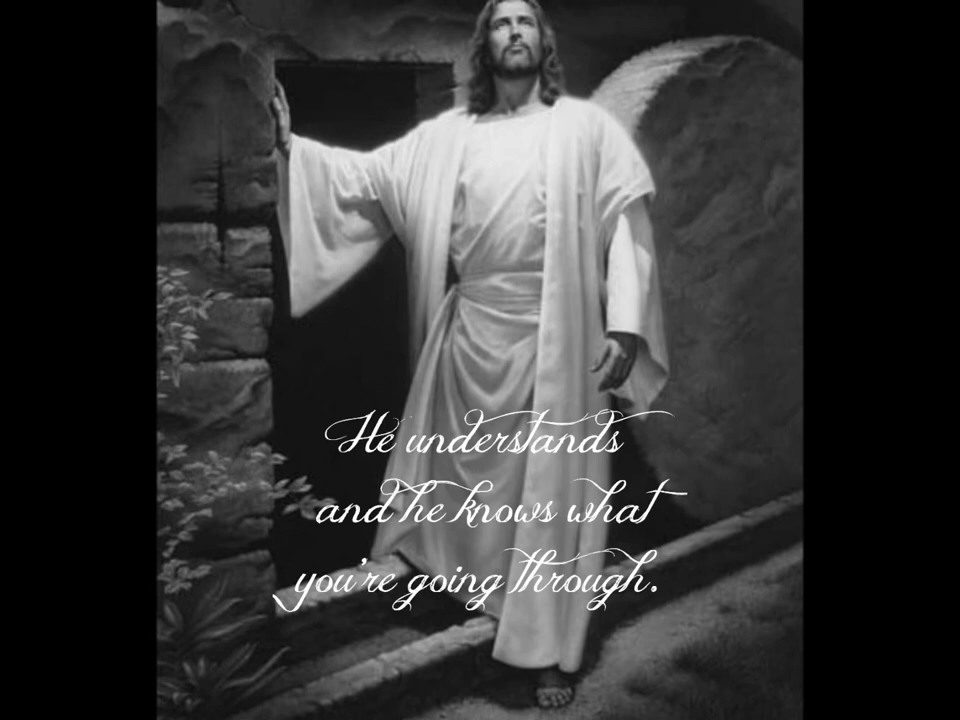 He understands
and he knows what
you're going through.